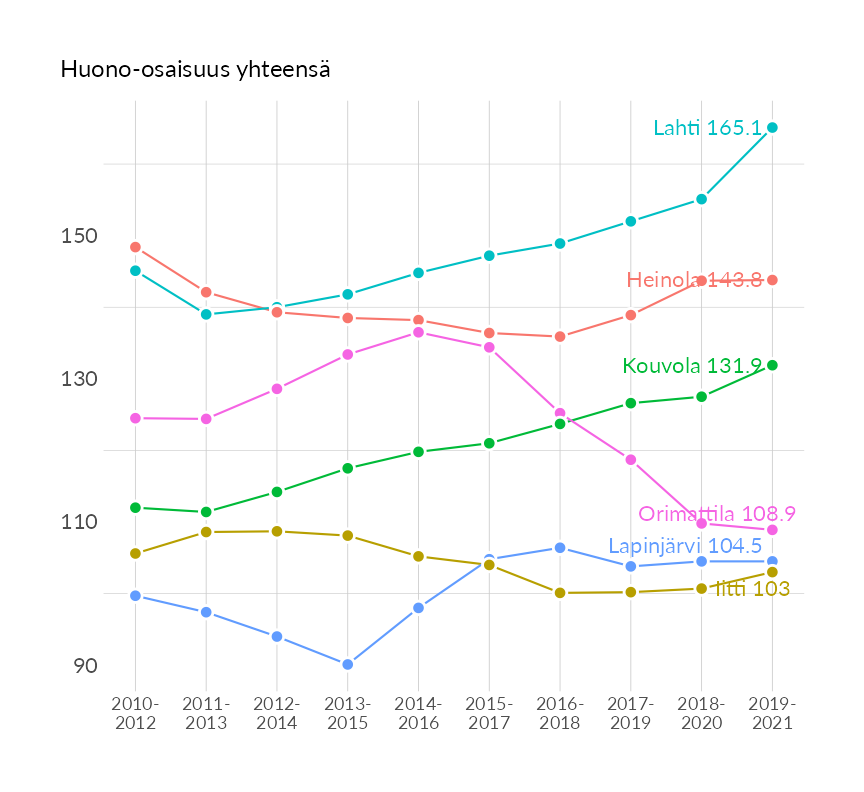 Huono-osaisuus yhteensä
Lahti 165.1
150
Heinola 143.8
Kouvola 131.9
130
Orimattila 108.9
110
Lapinjärvi 104.5
Iitti 103
90
2010-2012 2011-2013 2012-2014 2013-2015 2014-2016 2015-2017 2016-2018 2017-2019 2018-2020 2019-2021